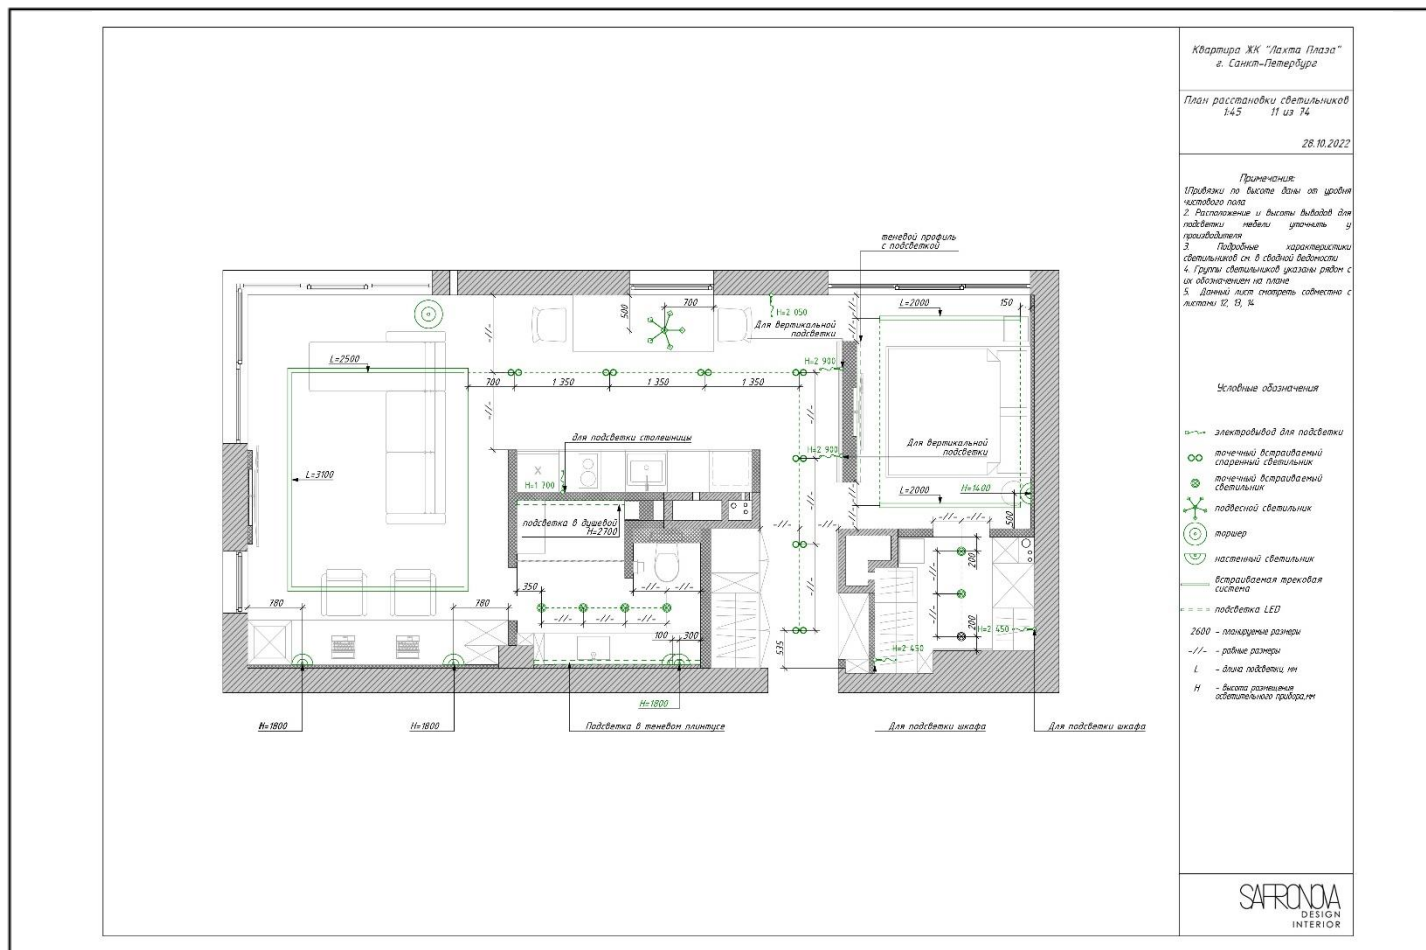 Квартира ЖК "Лахта Плаза"
г. Санкт-Петербург
План расстановки светильников
1:45 11 из 74
28.10.2022
Примечания:
1Привязки по высоте даны от уровня
чистового пола
2. Расположение и высоты выводов для
подсветки мебели уточнить у
производителя
3. Подробные характеристики
светильников см. в сводной ведомости
4. Группы светильников указаны рядом с
их обозначением на плане
5. Данный лист смотреть совместно с
листами 12, 13, 14
Условные обозначения
электровывод для подсветки
точечный встраиваемый
спаренный светильник
точечный встраиваемый
светильник
подвесной светильник
торшер
настенный светильник
встраиваемая трековая
система
подсветка LED
2600 - планируемые размеры
-//- - равные размеры
L - длина подсветки, мм
H - высота размещения
осветительного прибора,мм
SAFRONOVA
DESIGN
INTERIOR
теневой профиль
с подсветкой
L=2000
150
700
500
H=2 050
Для вертикальной
подсветки
-//-
-//-
H=2 900
L=2500
700
1 350
1 350
1 350
-//-
-//-
для подсветки столешницы
Для вертикальной
подсветки
H=2 900
-//-
L=3100
X
H=1 700
L=2000
H=1400
500
подсветка в душевой
H=2700
-//-
-//-
-//-
-//-
-//-
200
-//-
-//-
-//-
-//-
780
780
350
-//-
-//-
-//-
-//-
200
100
300
535
H=2 450
H=2 450
H=1800
H=1800
H=1800
Подсветка в теневом плинтусе
Для подсветки шкафа
Для подсветки шкафа